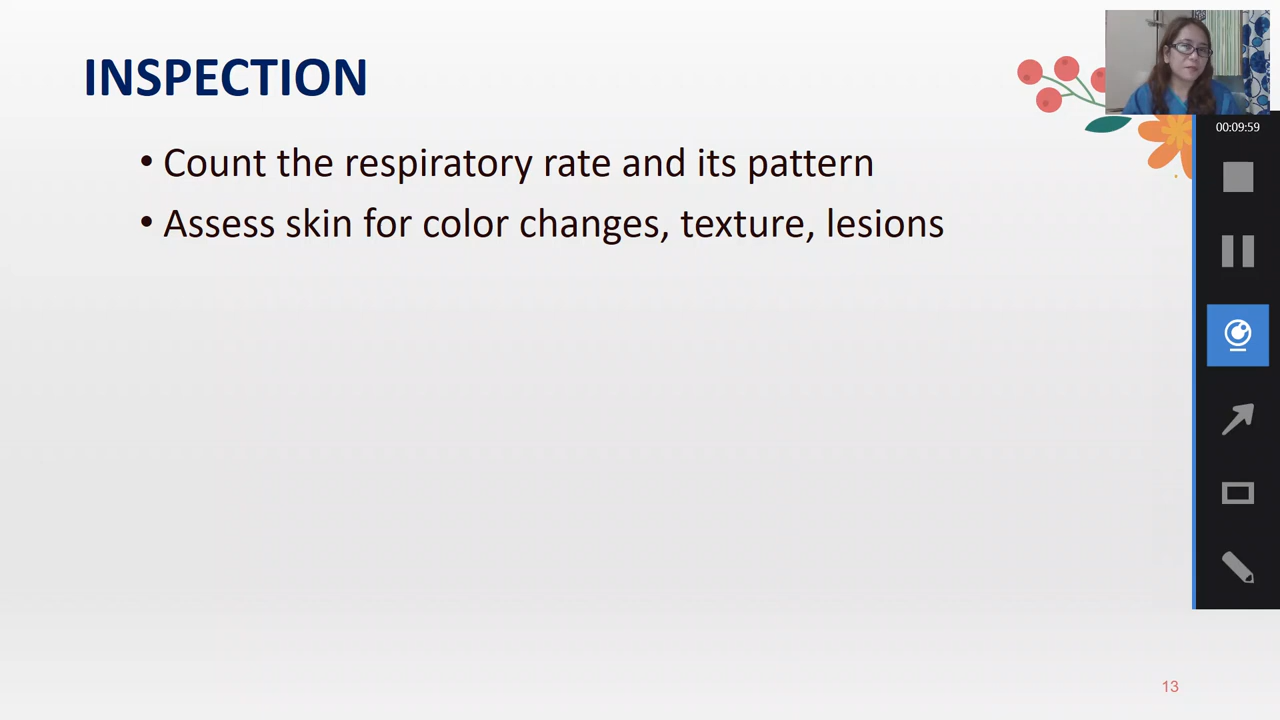 INSPECTION
• Count the respiratory rate and its pattern
• Assess skin for color changes, texture, lesions
00:09:59
13